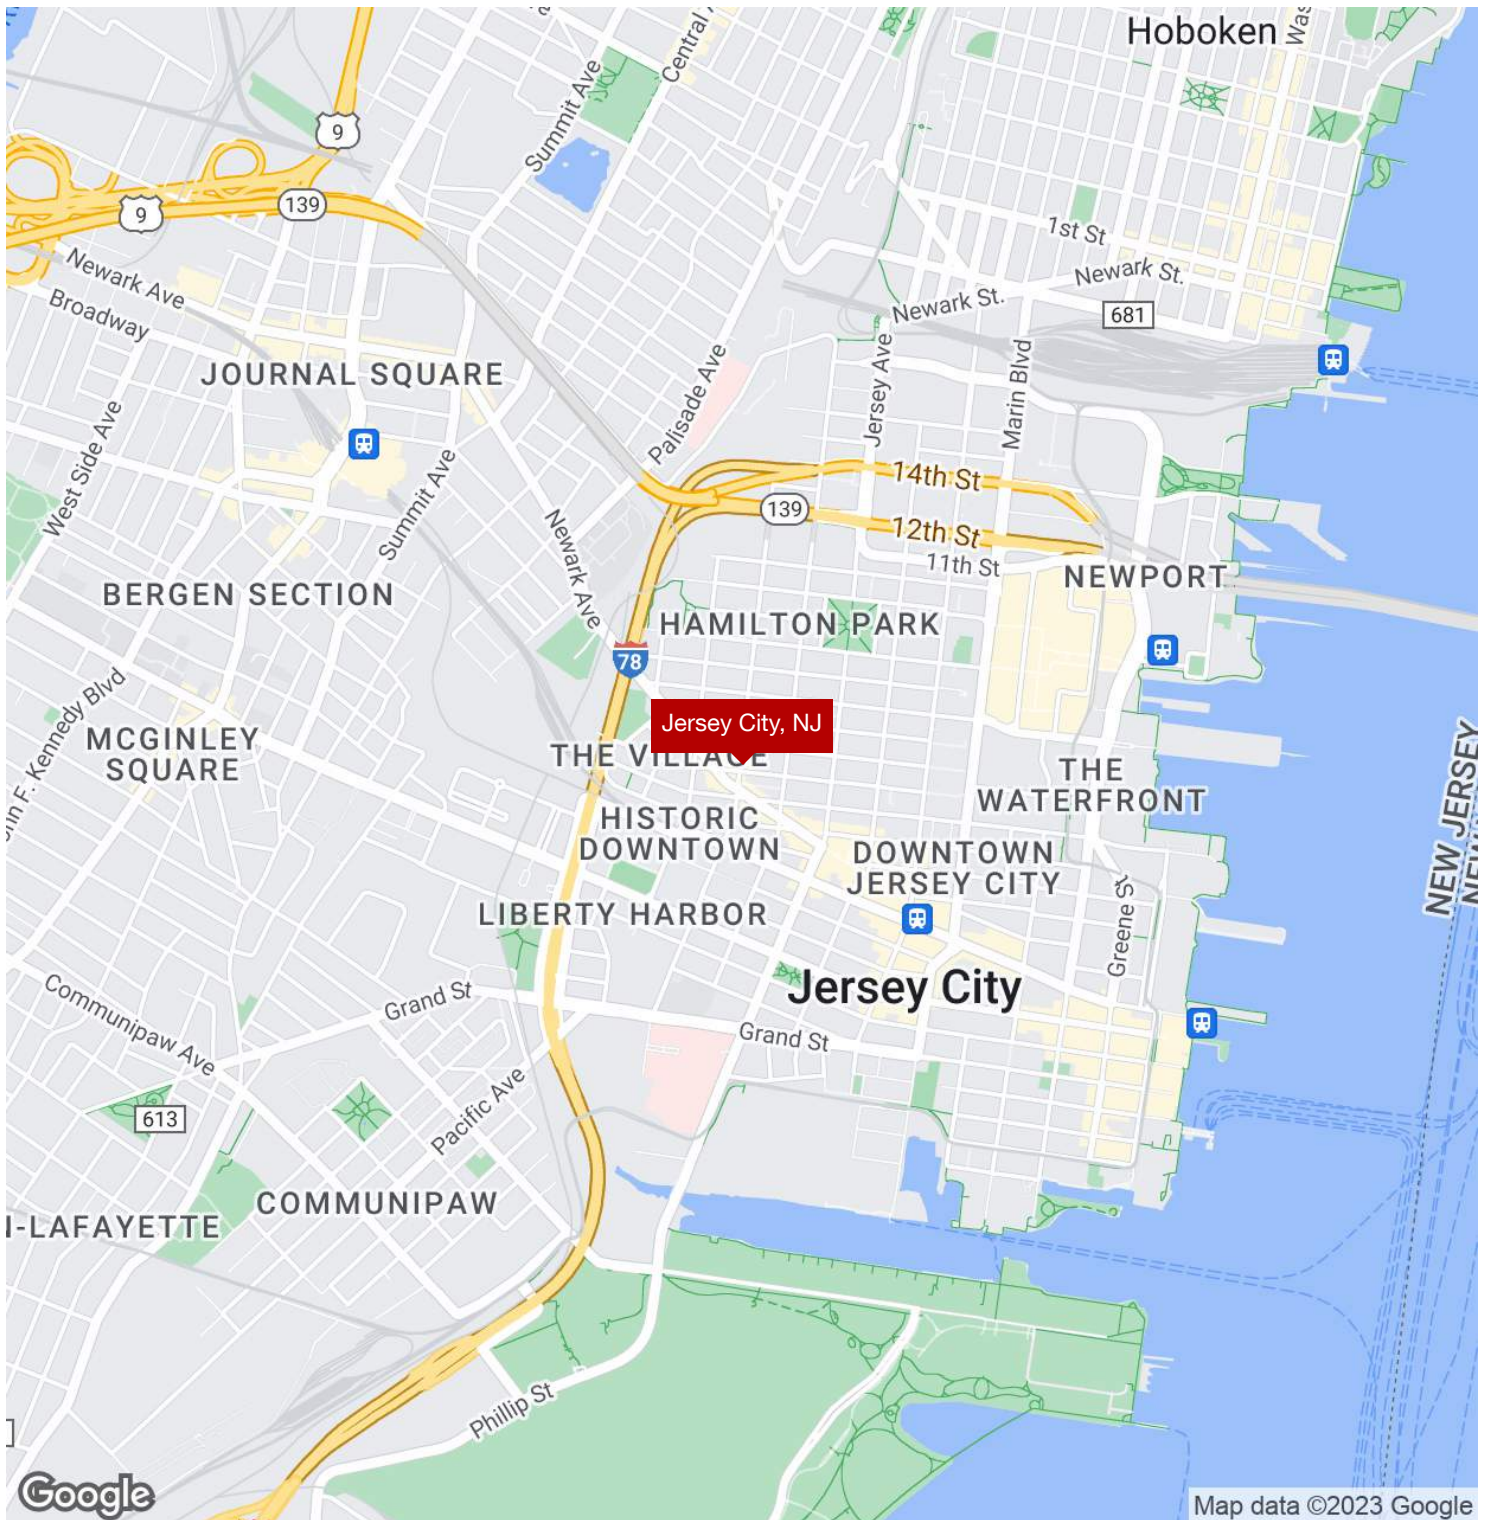 Hoboken
Central
Summit Ave
9
9
139
1st St
Newark St.
Newark St.
681
Newark Ave
Broadway
JOURNAL SQUARE
Jersey Ave
Marin Blvd
Palisade Ave
West Side Ave
Summit Ave
14th St
139
12th St
11th St
Newark Ave
NEWPORT
BERGEN SECTION
HAMILTON PARK
78
John F. Kennedy Blvd
Jersey City, NJ
MCGINLEY
SQUARE
THE VILLAGE
THE
WATERFRONT
NEW JERSEY
HISTORIC
DOWNTOWN
DOWNTOWN
JERSEY CITY
Greene St
LIBERTY HARBOR
Jersey City
Communipaw Ave
Grand St
Grand St
Pacific Ave
613
COMMUNIPAW
N-LAFAYETTE
Phillip St
Google
Map data ©2023 Google